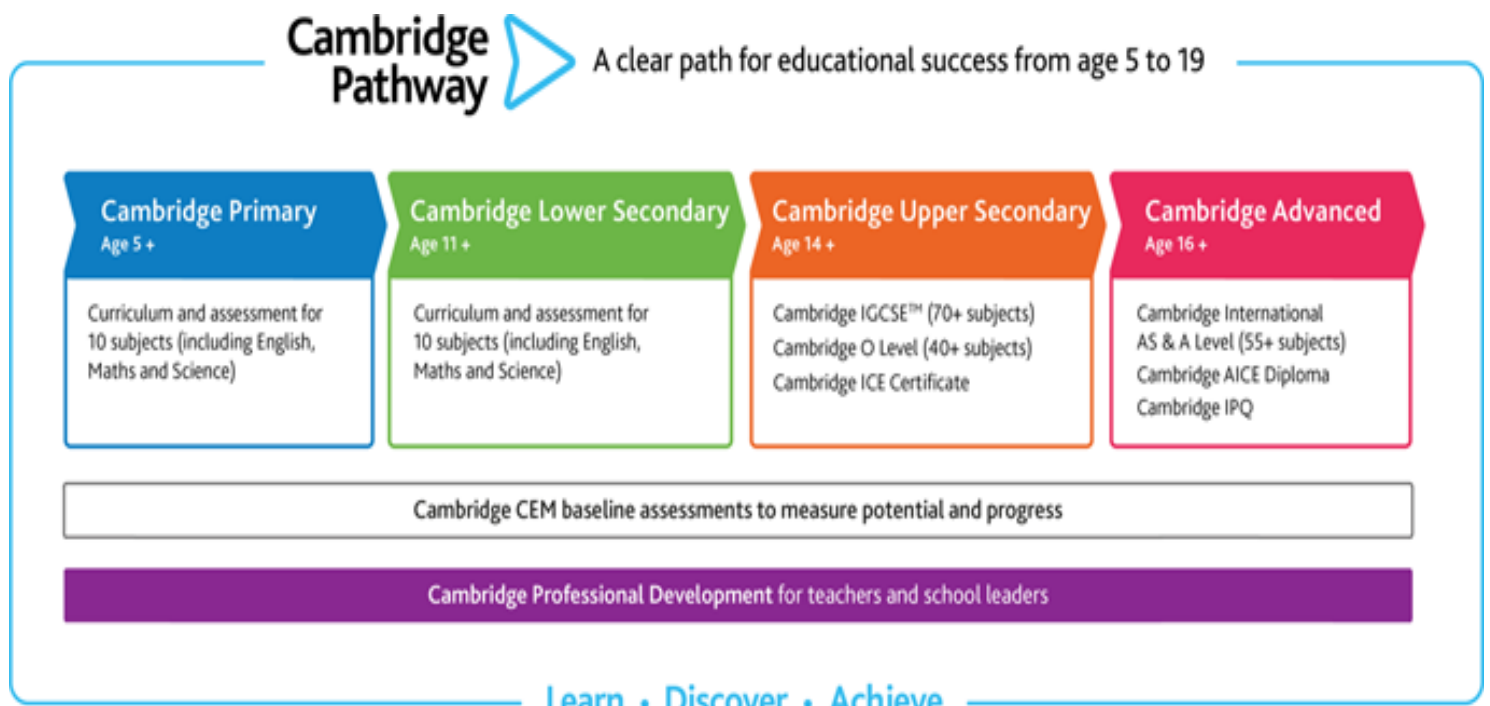 Cambridge
Pathway
A clear path for educational success from age 5 to 19
Cambridge Primary
Age 5 +
Curriculum and assessment for
10 subjects (including English,
Maths and Science)
Cambridge Lower Secondary
Age 11 +
Curriculum and assessment for
10 subjects (including English,
Maths and Science)
Cambridge Upper Secondary
Age 14 +
Cambridge IGCSE™ (70+ subjects)
Cambridge O Level (40+ subjects)
Cambridge ICE Certificate
Cambridge Advanced
Age 16 +
Cambridge International
AS & A Level (55+ subjects)
Cambridge AICE Diploma
Cambridge IPQ
Cambridge CEM baseline assessments to measure potential and progress
Cambridge Professional Development for teachers and school leaders
Learn • Discover • Achieve